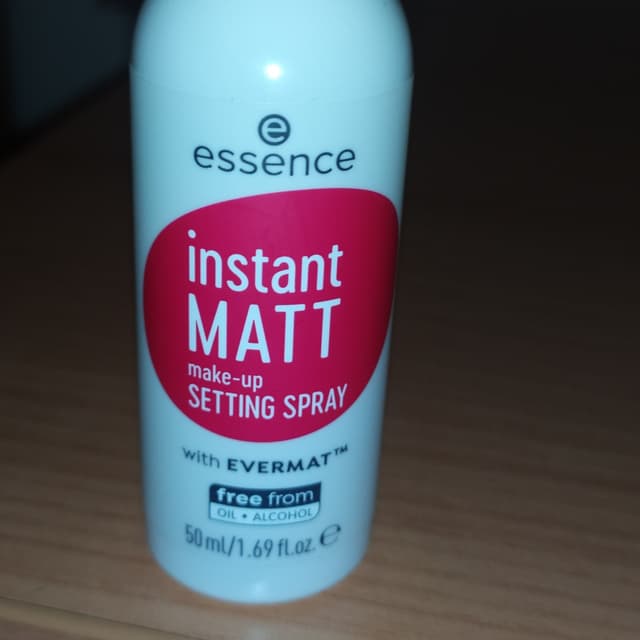 e
essence
instant
MATT
make-up
SETTING SPRAY
with EVERMAT™
free from
OIL • ALCOHOL
50 ml/1.69 fl.oz. ℮